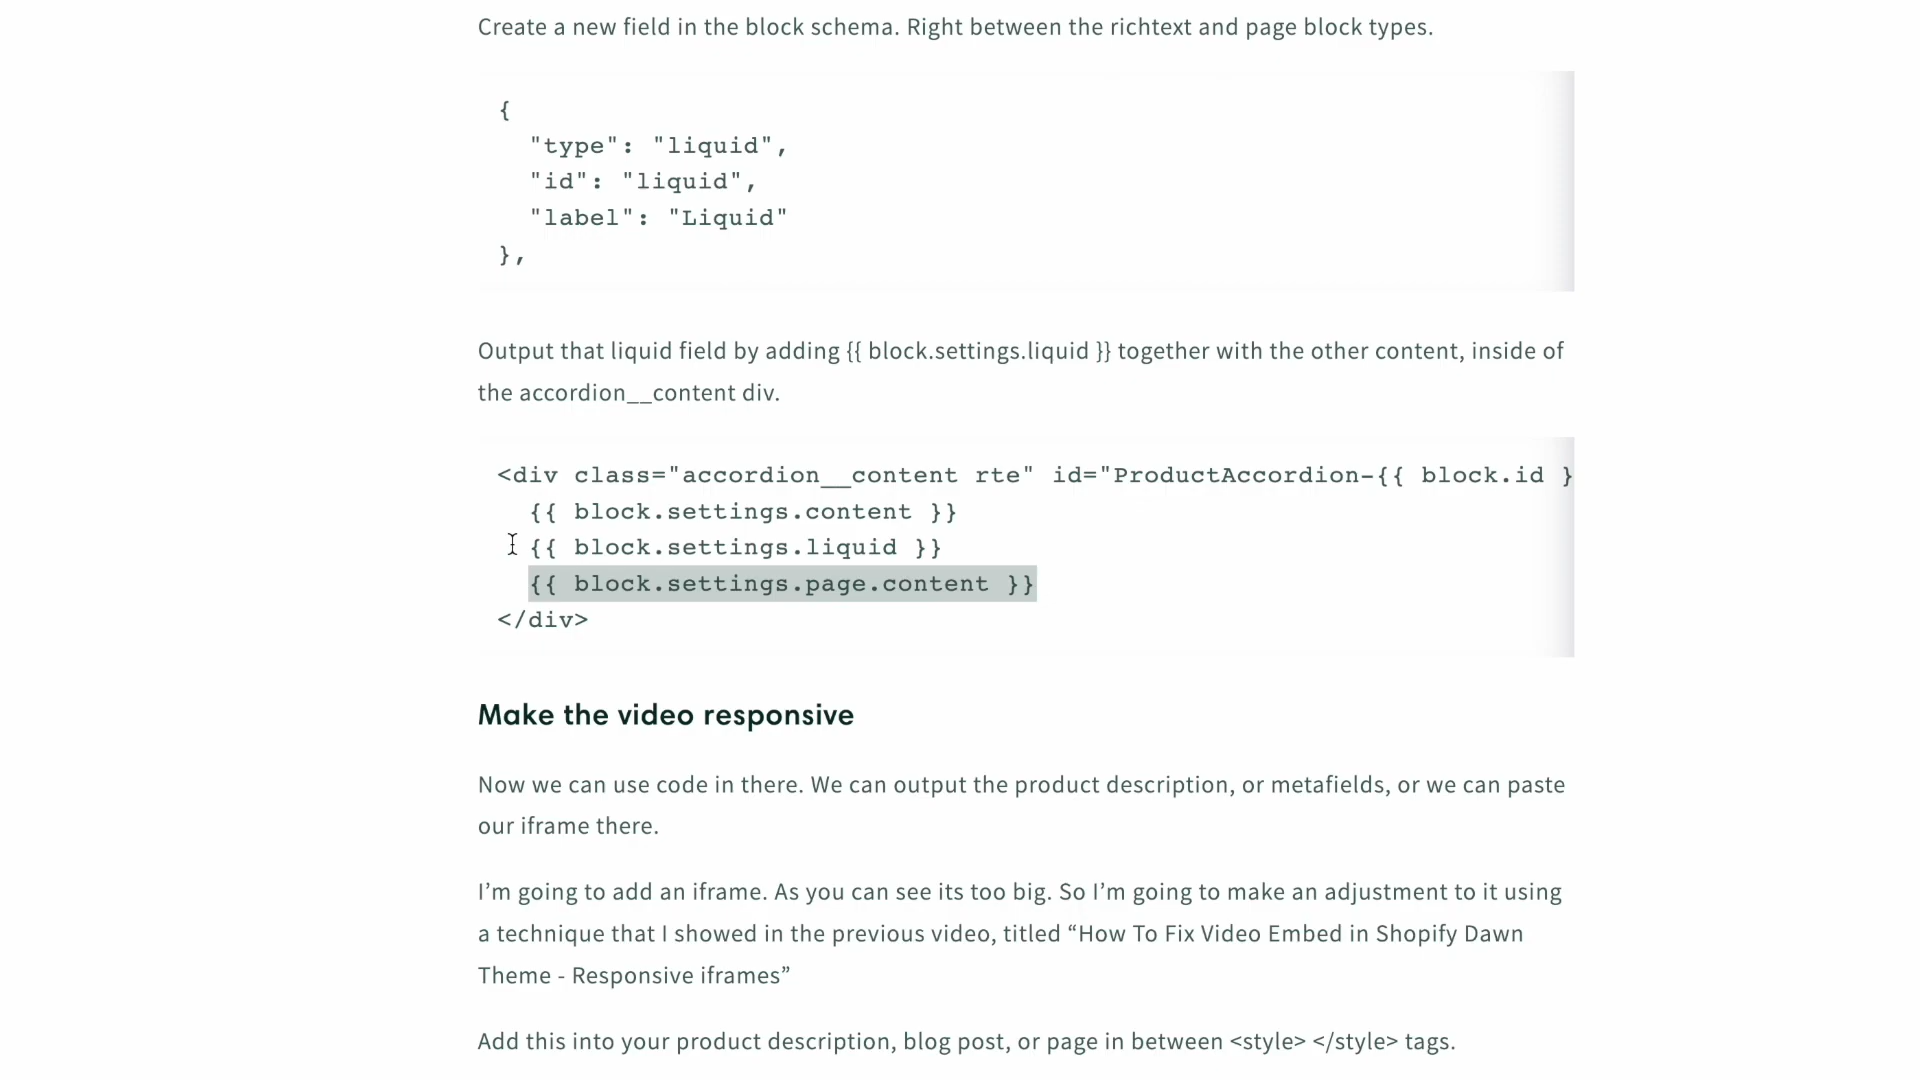 Create a new field in the block schema. Right between the richtext and page block types.
{
"type": "liquid",
"id": "liquid",
"label": "Liquid"
},
Output that liquid field by adding {{ block.settings.liquid }} together with the other content, inside of
the accordion__content div.
<div class="accordion__content rte" id="ProductAccordion-{{ block.id }
{{ block.settings.content }}
{{ block.settings.liquid }}
{{ block.settings.page.content }}
</div>
Make the video responsive
Now we can use code in there. We can output the product description, or metafields, or we can paste
our iframe there.
I’m going to add an iframe. As you can see its too big. So I’m going to make an adjustment to it using
a technique that I showed in the previous video, titled “How To Fix Video Embed in Shopify Dawn
Theme - Responsive iframes”
Add this into your product description, blog post, or page in between <style> </style> tags.